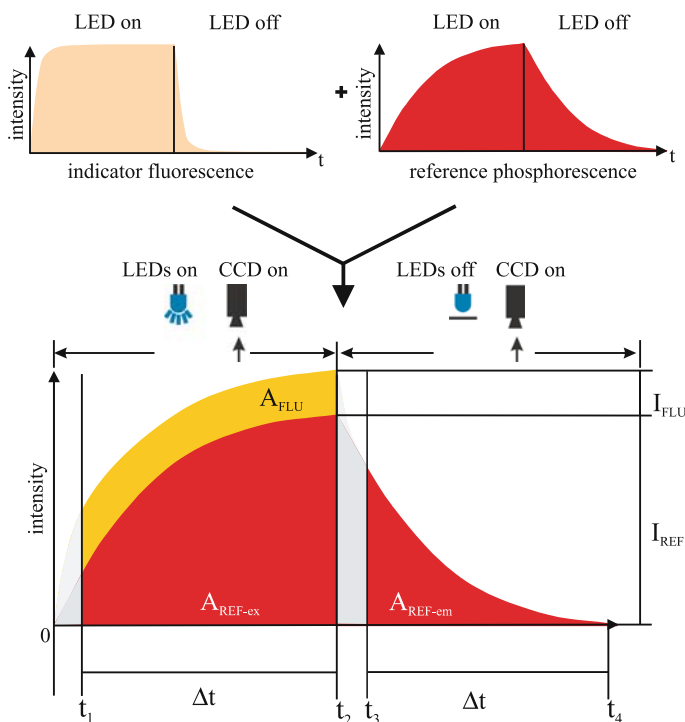 LED on LED off
intensity
t
indicator fluorescence
+
LED on LED off
intensity
t
reference phosphorescence
LEDs on CCD on
LEDs off CCD on
intensity
A_FLU
I_FLU
A_REF-ex
A_REF-em
I_REF
0
Δt
Δt
t_1
t_2
t_3
t_4